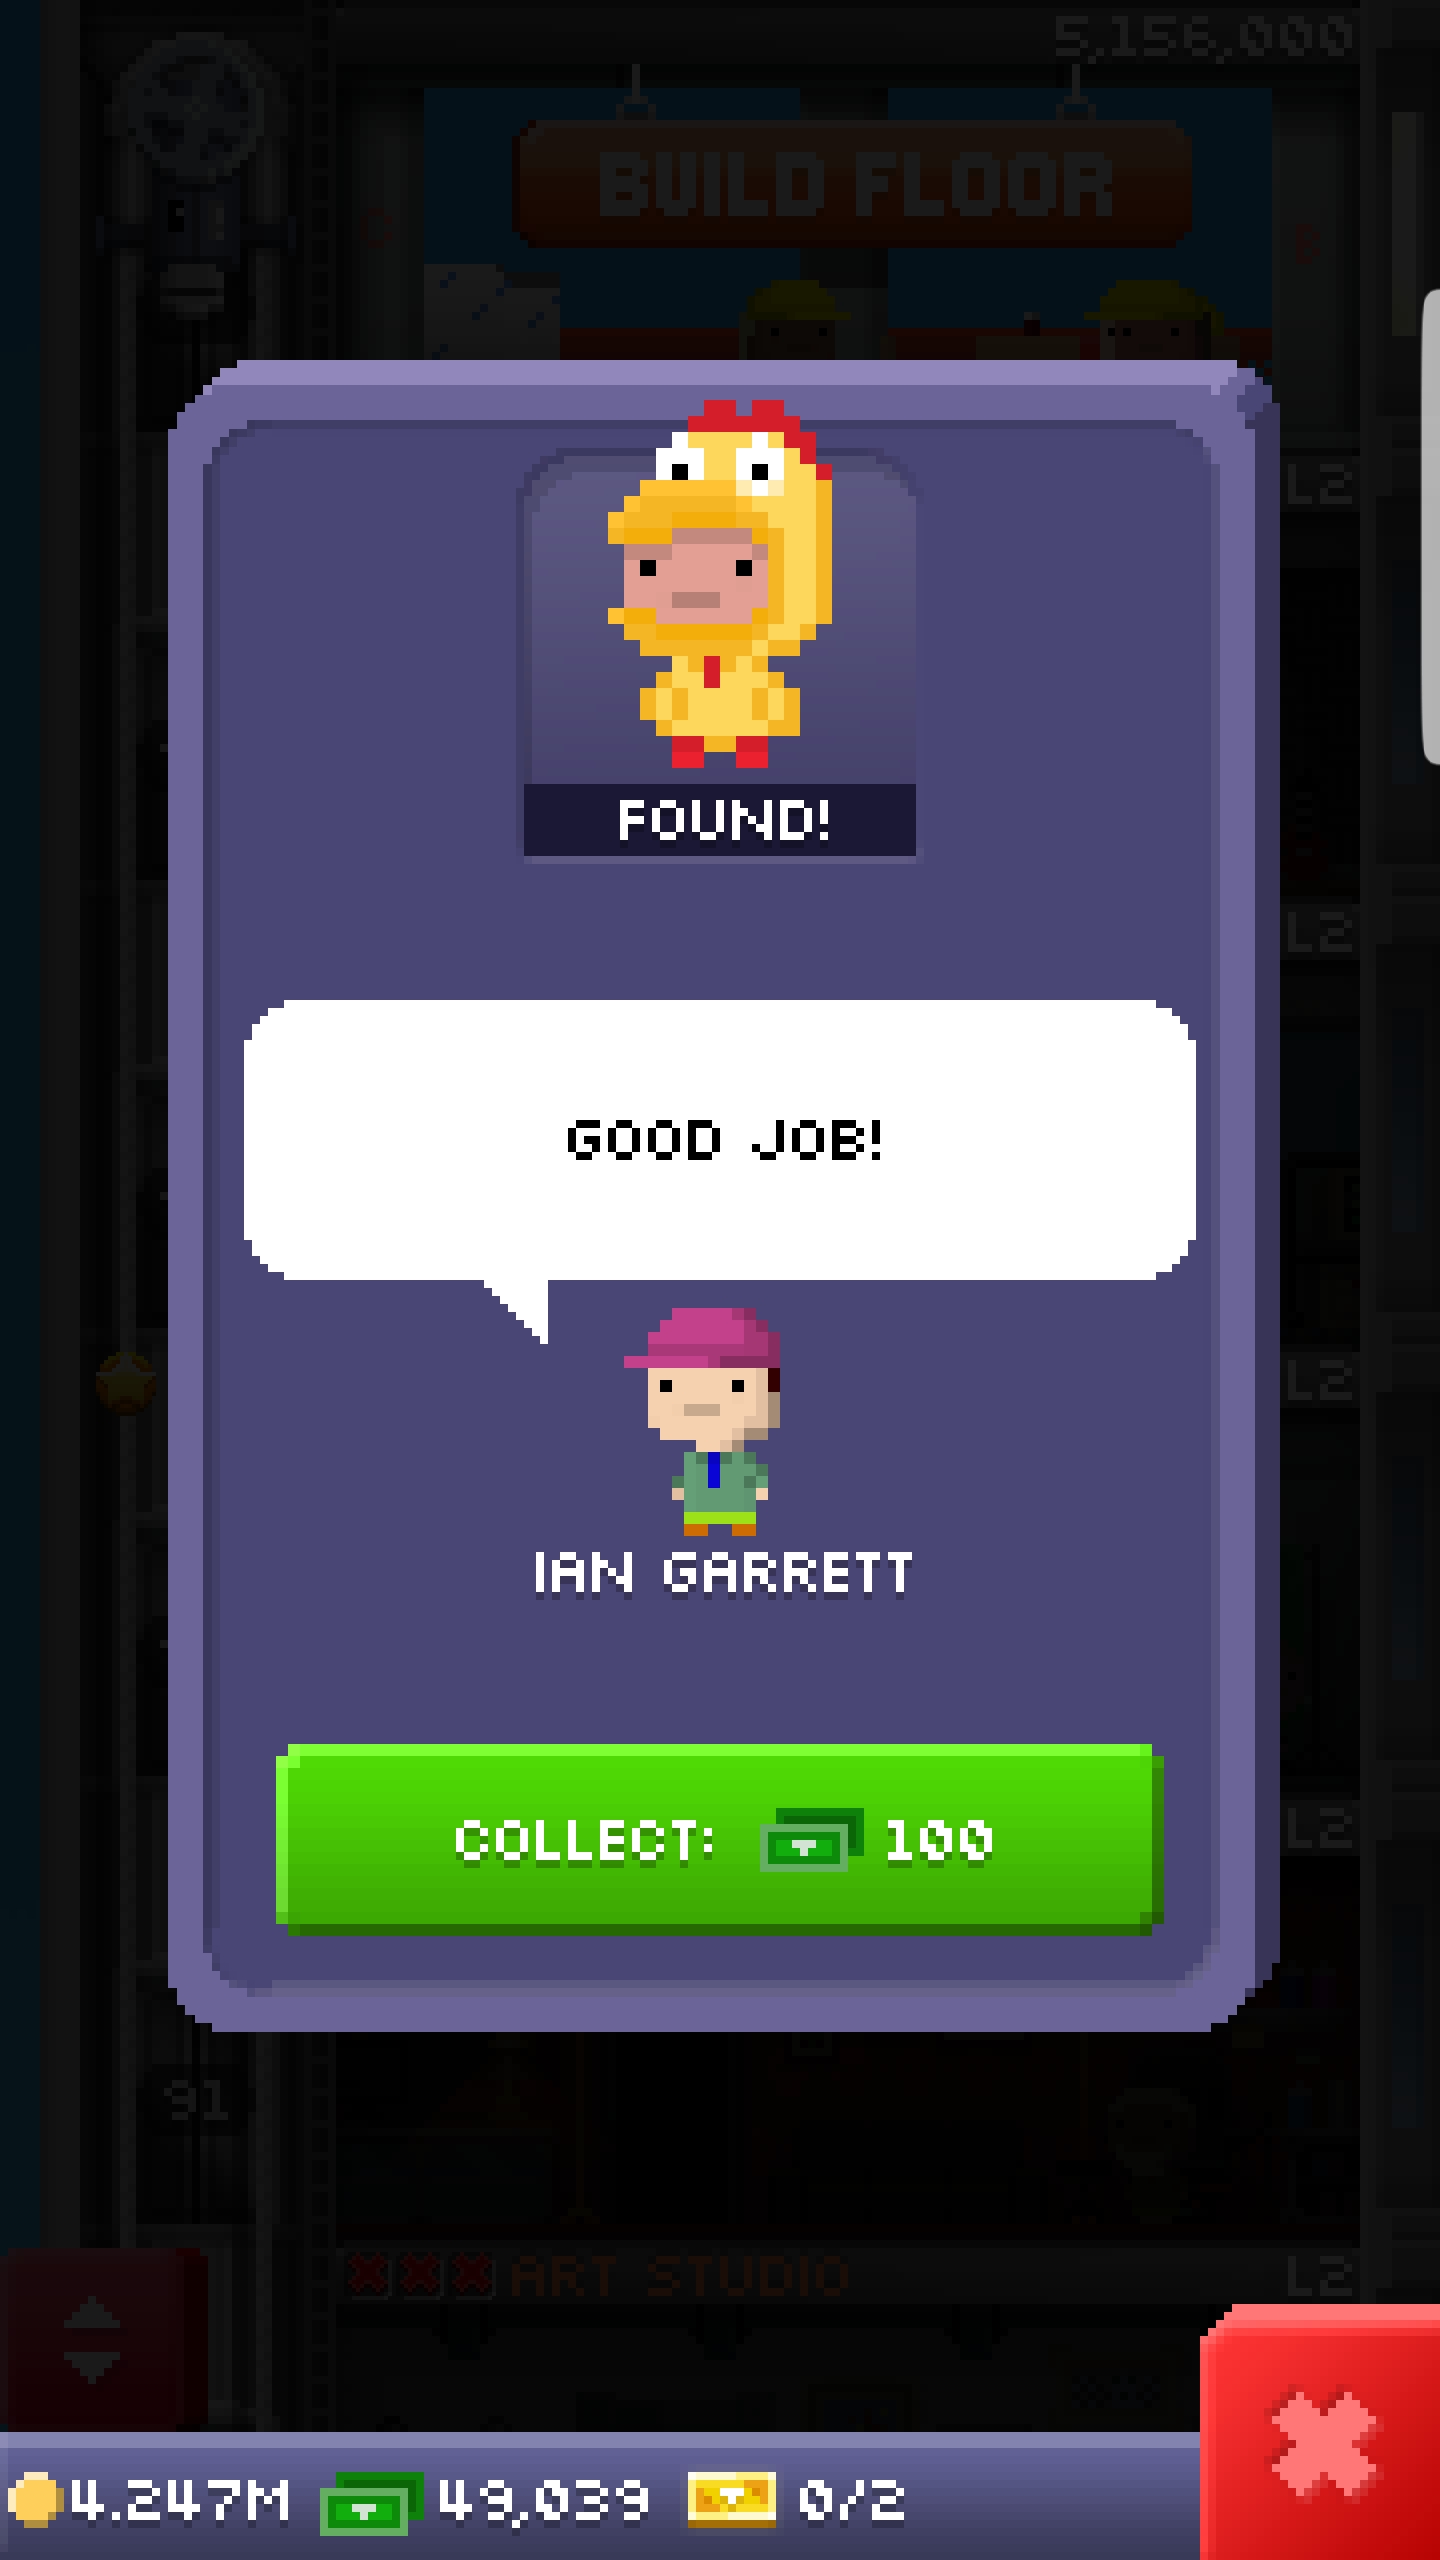 5,156,000
BUILD FLOOR
L2
FOUND!
L2
GOOD JOB!
L2
IAN GARRETT
COLLECT: 100
L2
91
ART STUDIO
L2
4.247M 49,039 0/2